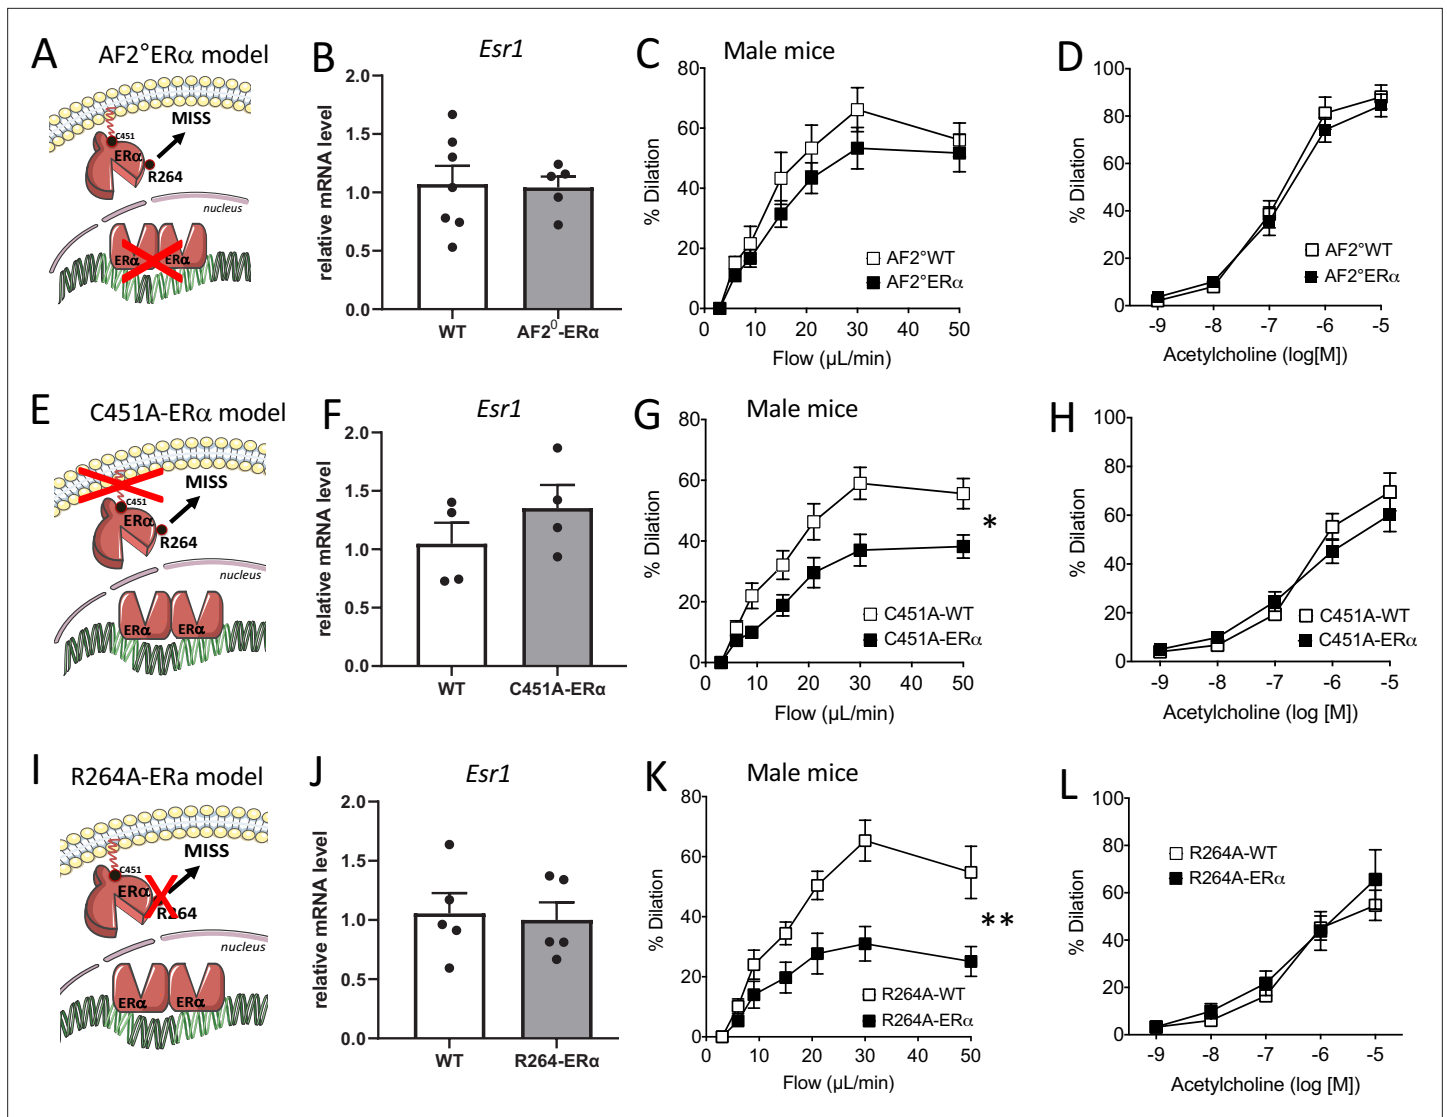 A
AF2°ERα model
C451
ERα
MISS
R264
nucleus
ERα
ERα
B
Esr1
relative mRNA level
2.0
1.5
1.0
0.5
0.0
WT
AF2⁰-ERα
C
Male mice
% Dilation
80
60
40
20
0
AF2°WT
AF2°ERα
0 10 20 30 40 50
Flow (µL/min)
D
% Dilation
100
80
60
40
20
0
AF2°WT
AF2°ERα
-9 -8 -7 -6 -5
Acetylcholine (log[M])
E
C451A-ERα model
C451
ERα
MISS
R264
nucleus
ERα
ERα
F
Esr1
relative mRNA level
2.0
1.5
1.0
0.5
0.0
WT
C451A-ERα
G
Male mice
% Dilation
80
60
40
20
0
*
C451A-WT
C451A-ERα
0 10 20 30 40 50
Flow (µL/min)
H
% Dilation
100
80
60
40
20
0
C451A-WT
C451A-ERα
-9 -8 -7 -6 -5
Acetylcholine (log [M])
I
R264A-ERa model
C451
ERα
MISS
R264
nucleus
ERα
ERα
J
Esr1
relative mRNA level
2.0
1.5
1.0
0.5
0.0
WT
R264-ERα
K
Male mice
% Dilation
80
60
40
20
0
**
R264A-WT
R264A-ERα
0 10 20 30 40 50
Flow (µL/min)
L
% Dilation
100
80
60
40
20
0
R264A-WT
R264A-ERα
-9 -8 -7 -6 -5
Acetylcholine (log [M])